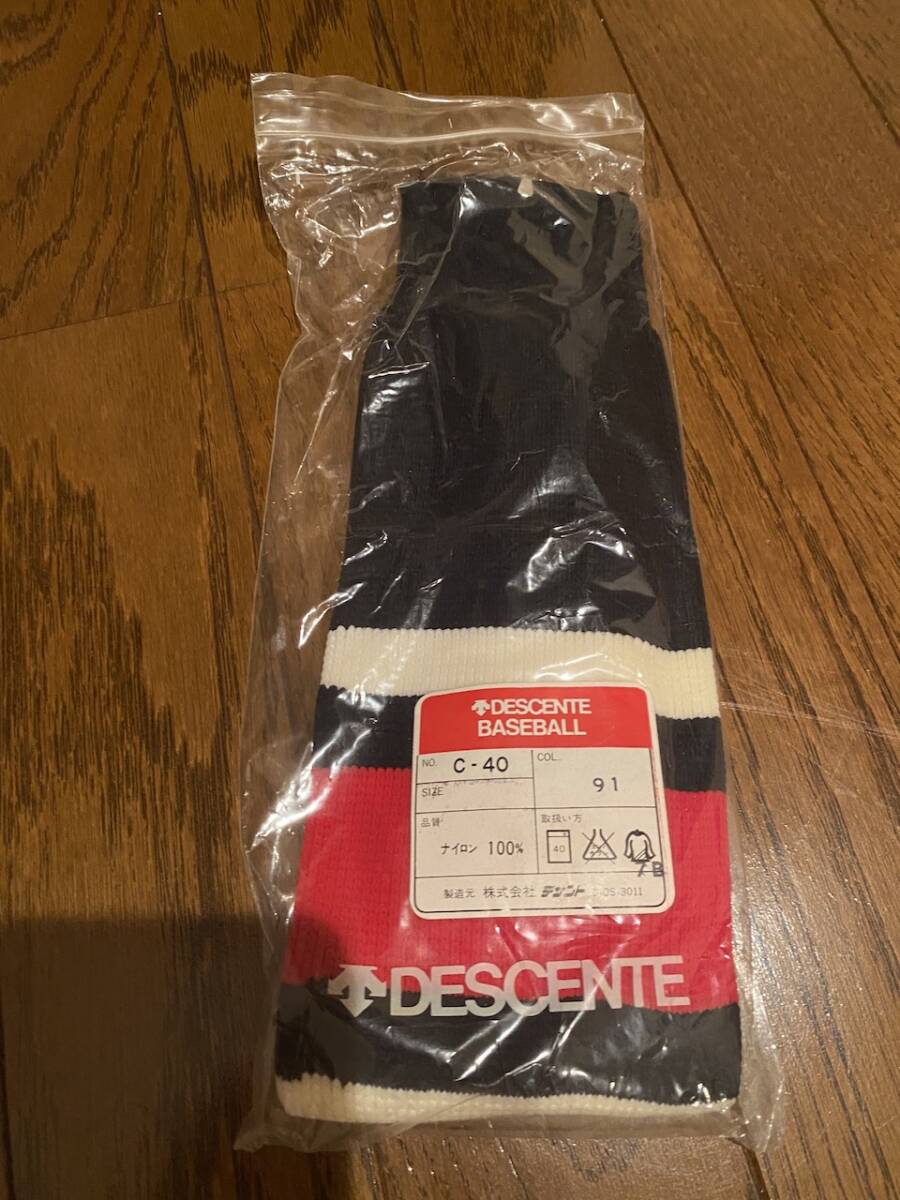 DESCENTE
BASEBALL
NO. C-40
COL. 91
SIZE
品質
ナイロン 100%
取扱い方
40
7B
製造元 株式会社 デサント
DESCENTE